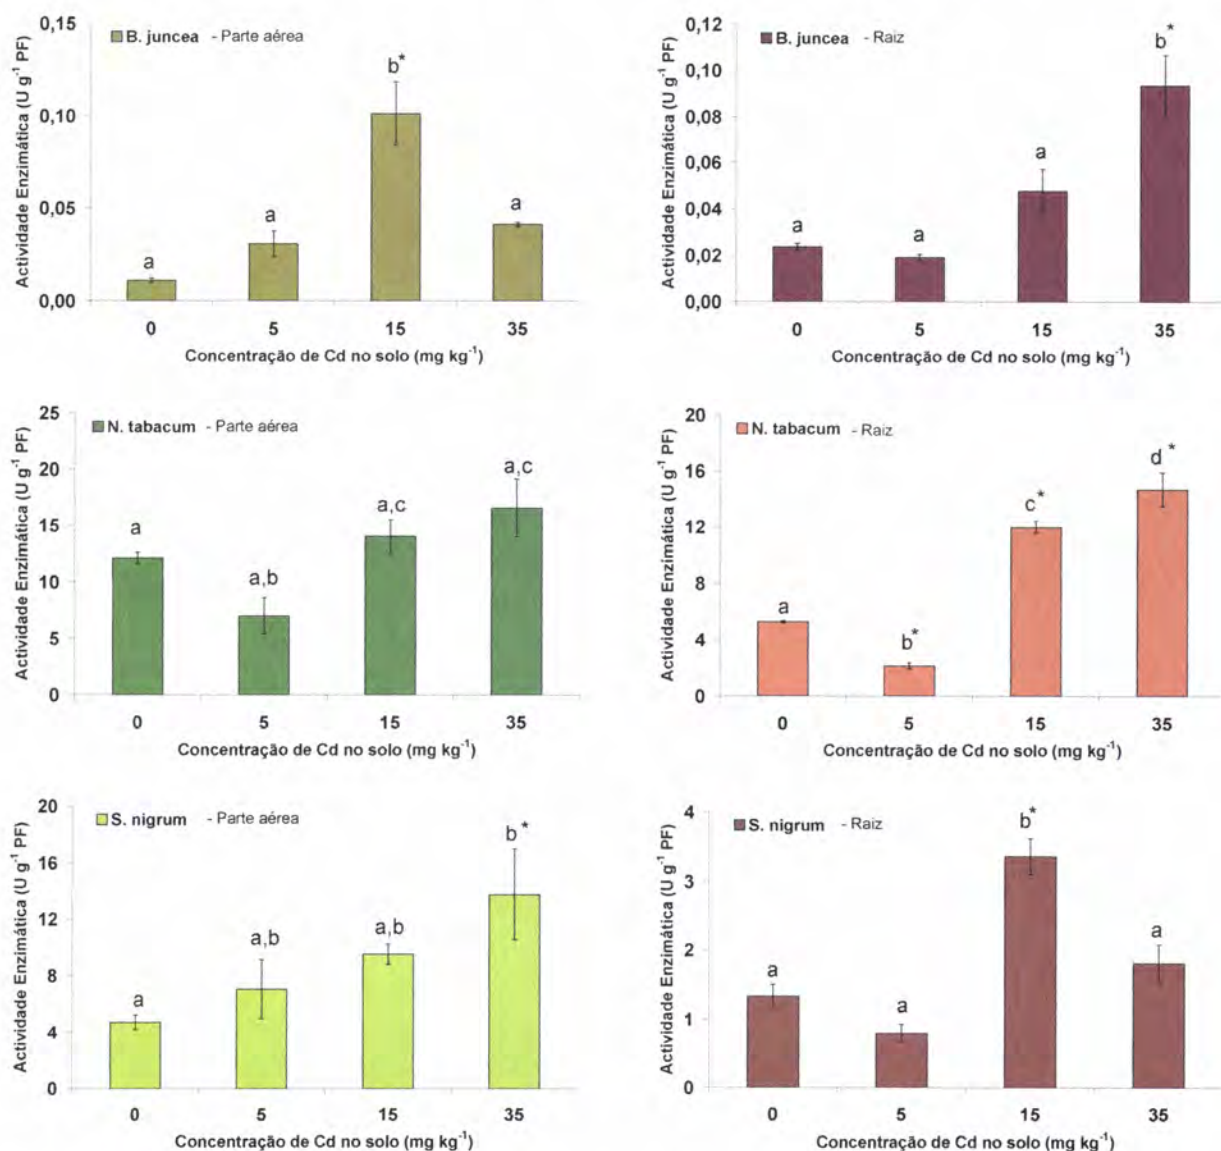 B. juncea - Parte aérea
Actividade Enzimática (U g⁻¹ PF)
0,15
0,10
0,05
0,00
a
a
b*
a
0 5 15 35
Concentração de Cd no solo (mg kg⁻¹)
B. juncea - Raiz
Actividade Enzimática (U g⁻¹ PF)
0,12
0,10
0,08
0,06
0,04
0,02
0,00
a
a
a
b*
0 5 15 35
Concentração de Cd no solo (mg kg⁻¹)
N. tabacum - Parte aérea
Actividade Enzimática (U g⁻¹ PF)
25
20
15
10
5
0
a
a,b
a,c
a,c
0 5 15 35
Concentração de Cd no solo (mg kg⁻¹)
N. tabacum - Raiz
Actividade Enzimática (U g⁻¹ PF)
20
16
12
8
4
0
a
b*
c*
d*
0 5 15 35
Concentração de Cd no solo (mg kg⁻¹)
S. nigrum - Parte aérea
Actividade Enzimática (U g⁻¹ PF)
20
16
12
8
4
0
a
a,b
a,b
b*
0 5 15 35
Concentração de Cd no solo (mg kg⁻¹)
S. nigrum - Raiz
Actividade Enzimática (U g⁻¹ PF)
4
3
2
1
0
a
a
b*
a
0 5 15 35
Concentração de Cd no solo (mg kg⁻¹)